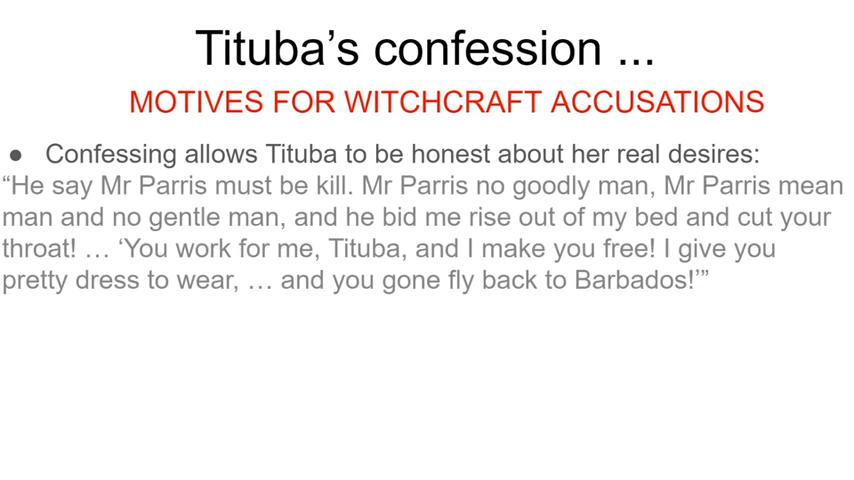 Tituba’s confession ...
MOTIVES FOR WITCHCRAFT ACCUSATIONS
● Confessing allows Tituba to be honest about her real desires:
“He say Mr Parris must be kill. Mr Parris no goodly man, Mr Parris mean
man and no gentle man, and he bid me rise out of my bed and cut your
throat! … ‘You work for me, Tituba, and I make you free! I give you
pretty dress to wear, … and you gone fly back to Barbados!’”